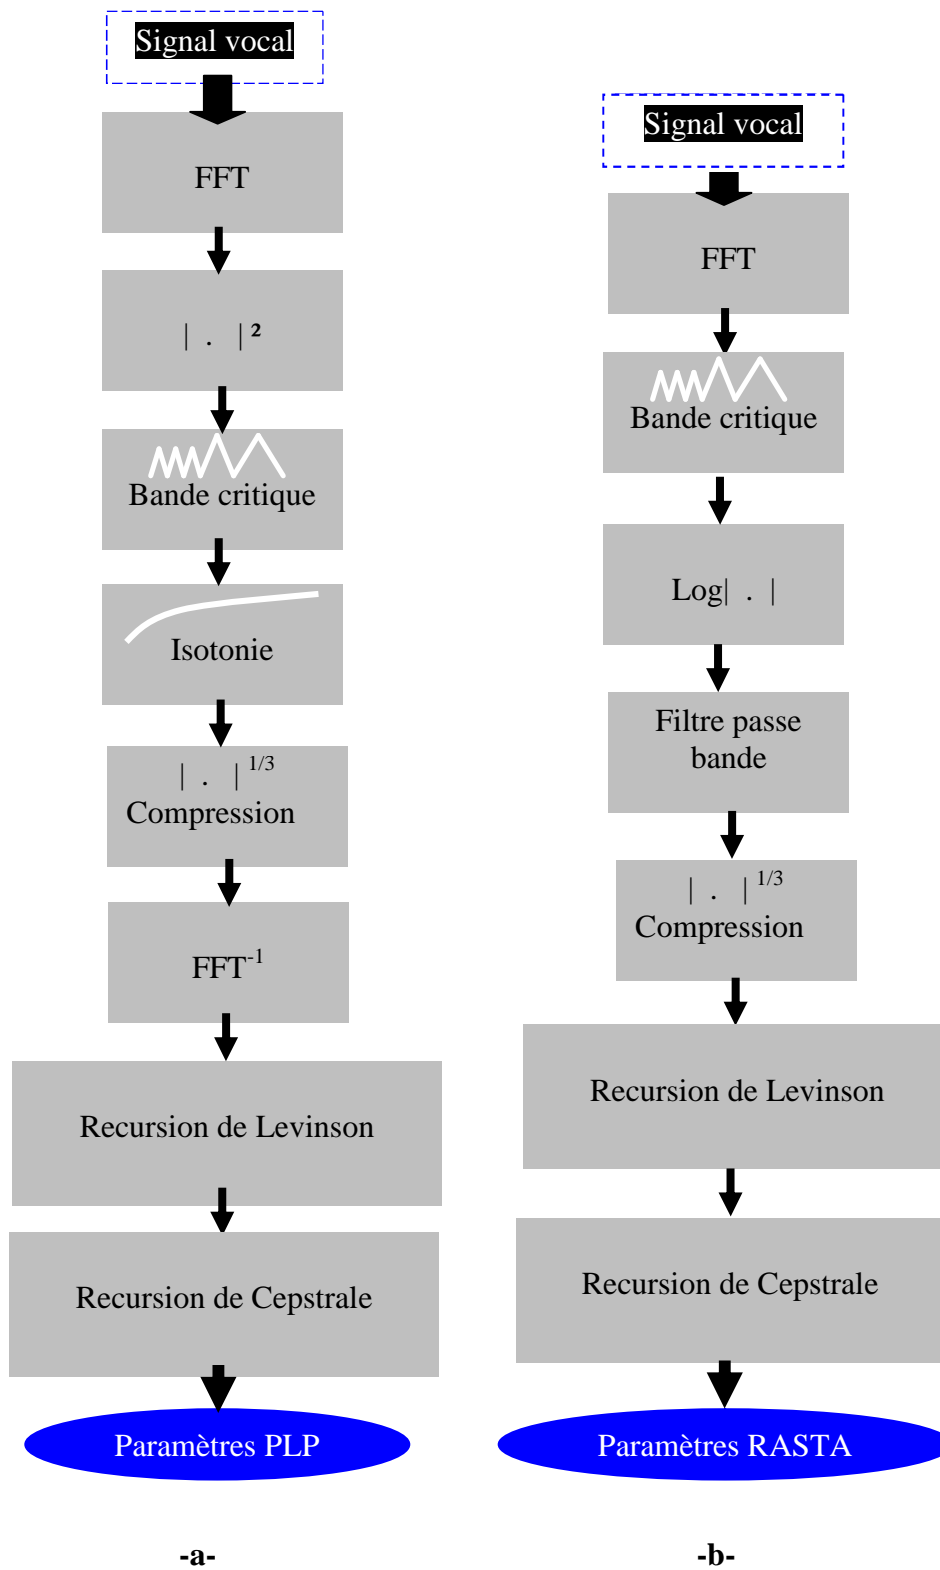 Signal vocal
FFT
| . |²
Bande critique
Isotonie
| . |^1/3
Compression
FFT^-1
Recursion de Levinson
Recursion de Cepstrale
Paramètres PLP
-a-
Signal vocal
FFT
Bande critique
Log| . |
Filtre passe
bande
| . |^1/3
Compression
Recursion de Levinson
Recursion de Cepstrale
Paramètres RASTA
-b-